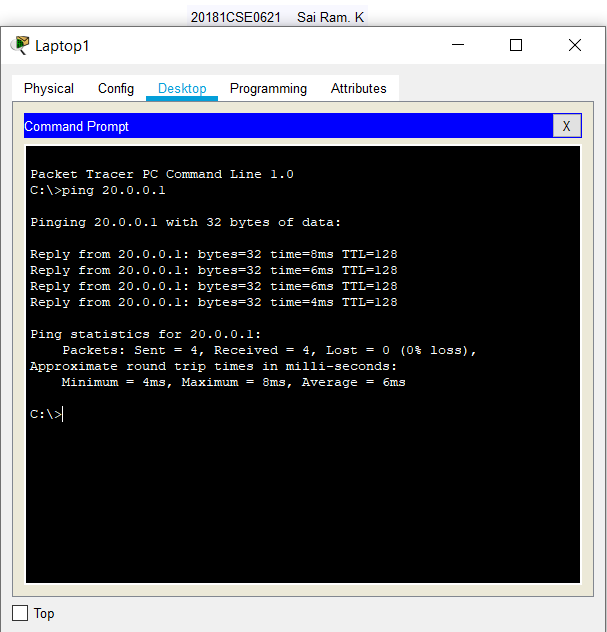 20181CSE0621 Sai Ram. K
Laptop1
Physical Config Desktop Programming Attributes
Command Prompt X
Packet Tracer PC Command Line 1.0
C:\>ping 20.0.0.1
Pinging 20.0.0.1 with 32 bytes of data:
Reply from 20.0.0.1: bytes=32 time=8ms TTL=128
Reply from 20.0.0.1: bytes=32 time=6ms TTL=128
Reply from 20.0.0.1: bytes=32 time=6ms TTL=128
Reply from 20.0.0.1: bytes=32 time=4ms TTL=128
Ping statistics for 20.0.0.1:
Packets: Sent = 4, Received = 4, Lost = 0 (0% loss),
Approximate round trip times in milli-seconds:
Minimum = 4ms, Maximum = 8ms, Average = 6ms
C:\>
Top